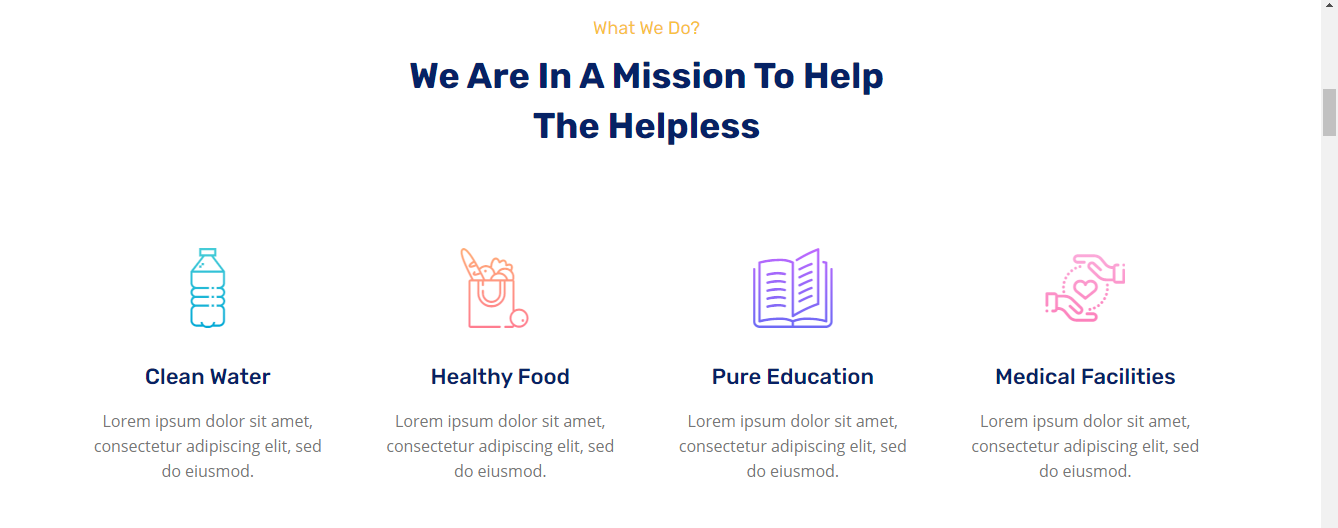 What We Do?
We Are In A Mission To Help
The Helpless
Clean Water
Lorem ipsum dolor sit amet,
consectetur adipiscing elit, sed
do eiusmod.
Healthy Food
Lorem ipsum dolor sit amet,
consectetur adipiscing elit, sed
do eiusmod.
Pure Education
Lorem ipsum dolor sit amet,
consectetur adipiscing elit, sed
do eiusmod.
Medical Facilities
Lorem ipsum dolor sit amet,
consectetur adipiscing elit, sed
do eiusmod.